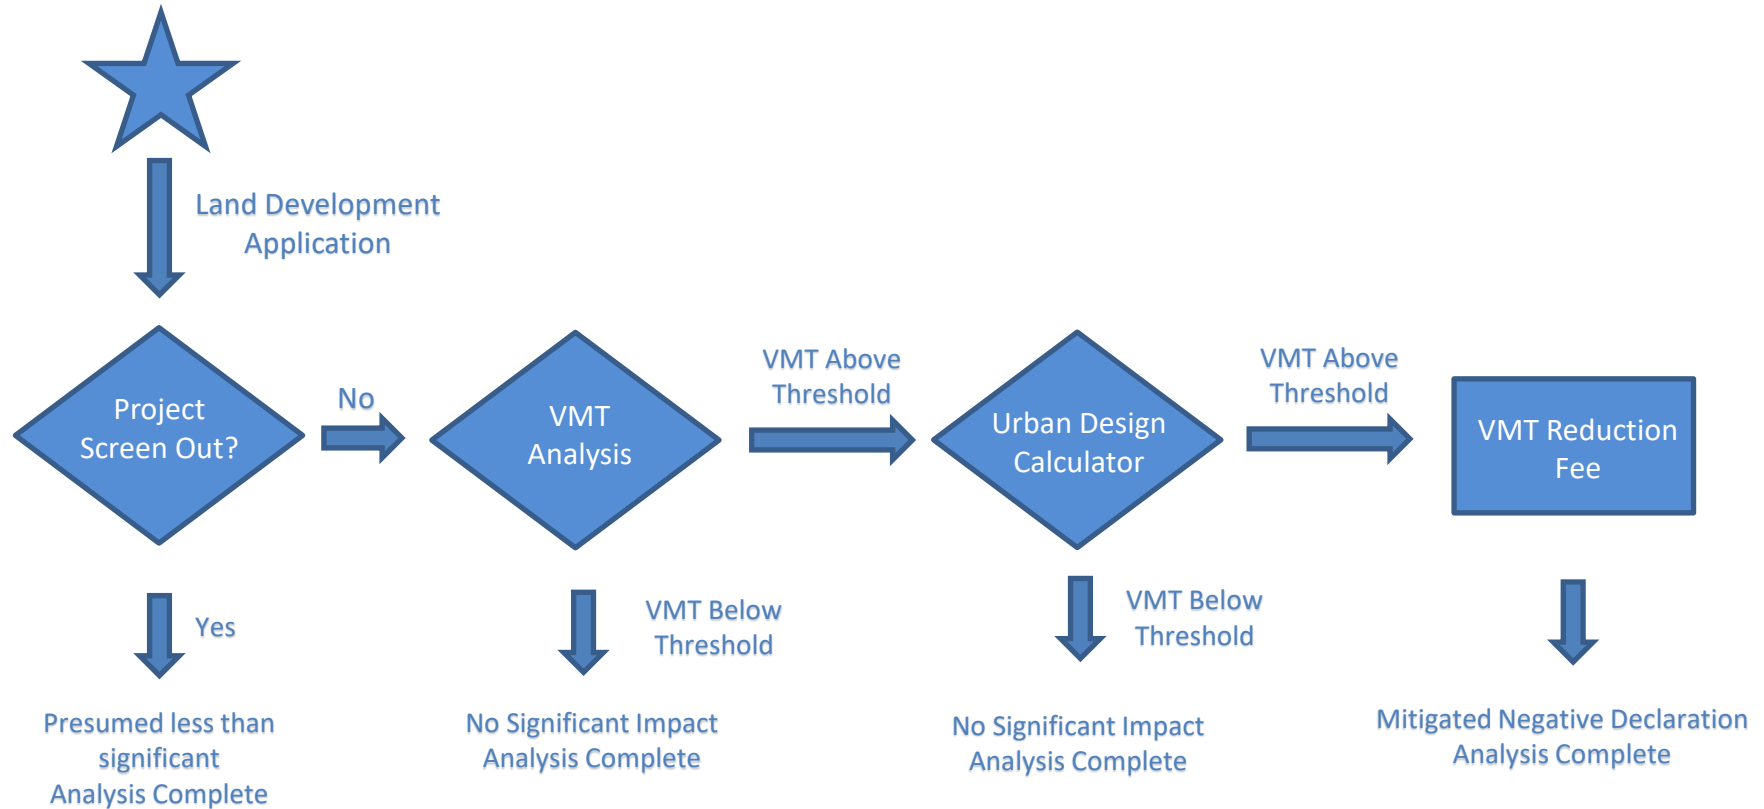 Land Development
Application
Project
Screen Out?
No
VMT
Analysis
VMT Above
Threshold
Urban Design
Calculator
VMT Above
Threshold
VMT Reduction
Fee
Yes
VMT Below
Threshold
VMT Below
Threshold
Presumed less than
significant
Analysis Complete
No Significant Impact
Analysis Complete
No Significant Impact
Analysis Complete
Mitigated Negative Declaration
Analysis Complete